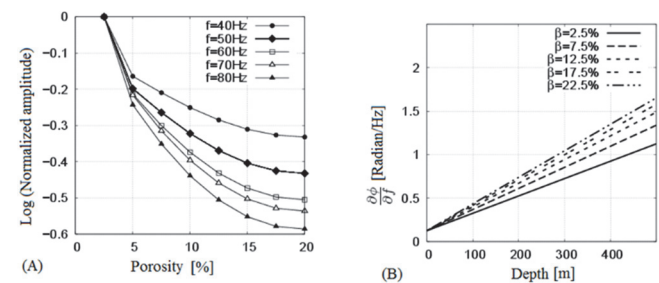 0
−0.1
−0.2
−0.3
−0.4
−0.5
−0.6
Log (Normalized amplitude)
f=40Hz
f=50Hz
f=60Hz
f=70Hz
f=80Hz
0 5 10 15 20
(A) Porosity [%]
2
1.5
1
0.5
0
∂φ/∂f [Radian/Hz]
β=2.5%
β=7.5%
β=12.5%
β=17.5%
β=22.5%
0 100 200 300 400
(B) Depth [m]